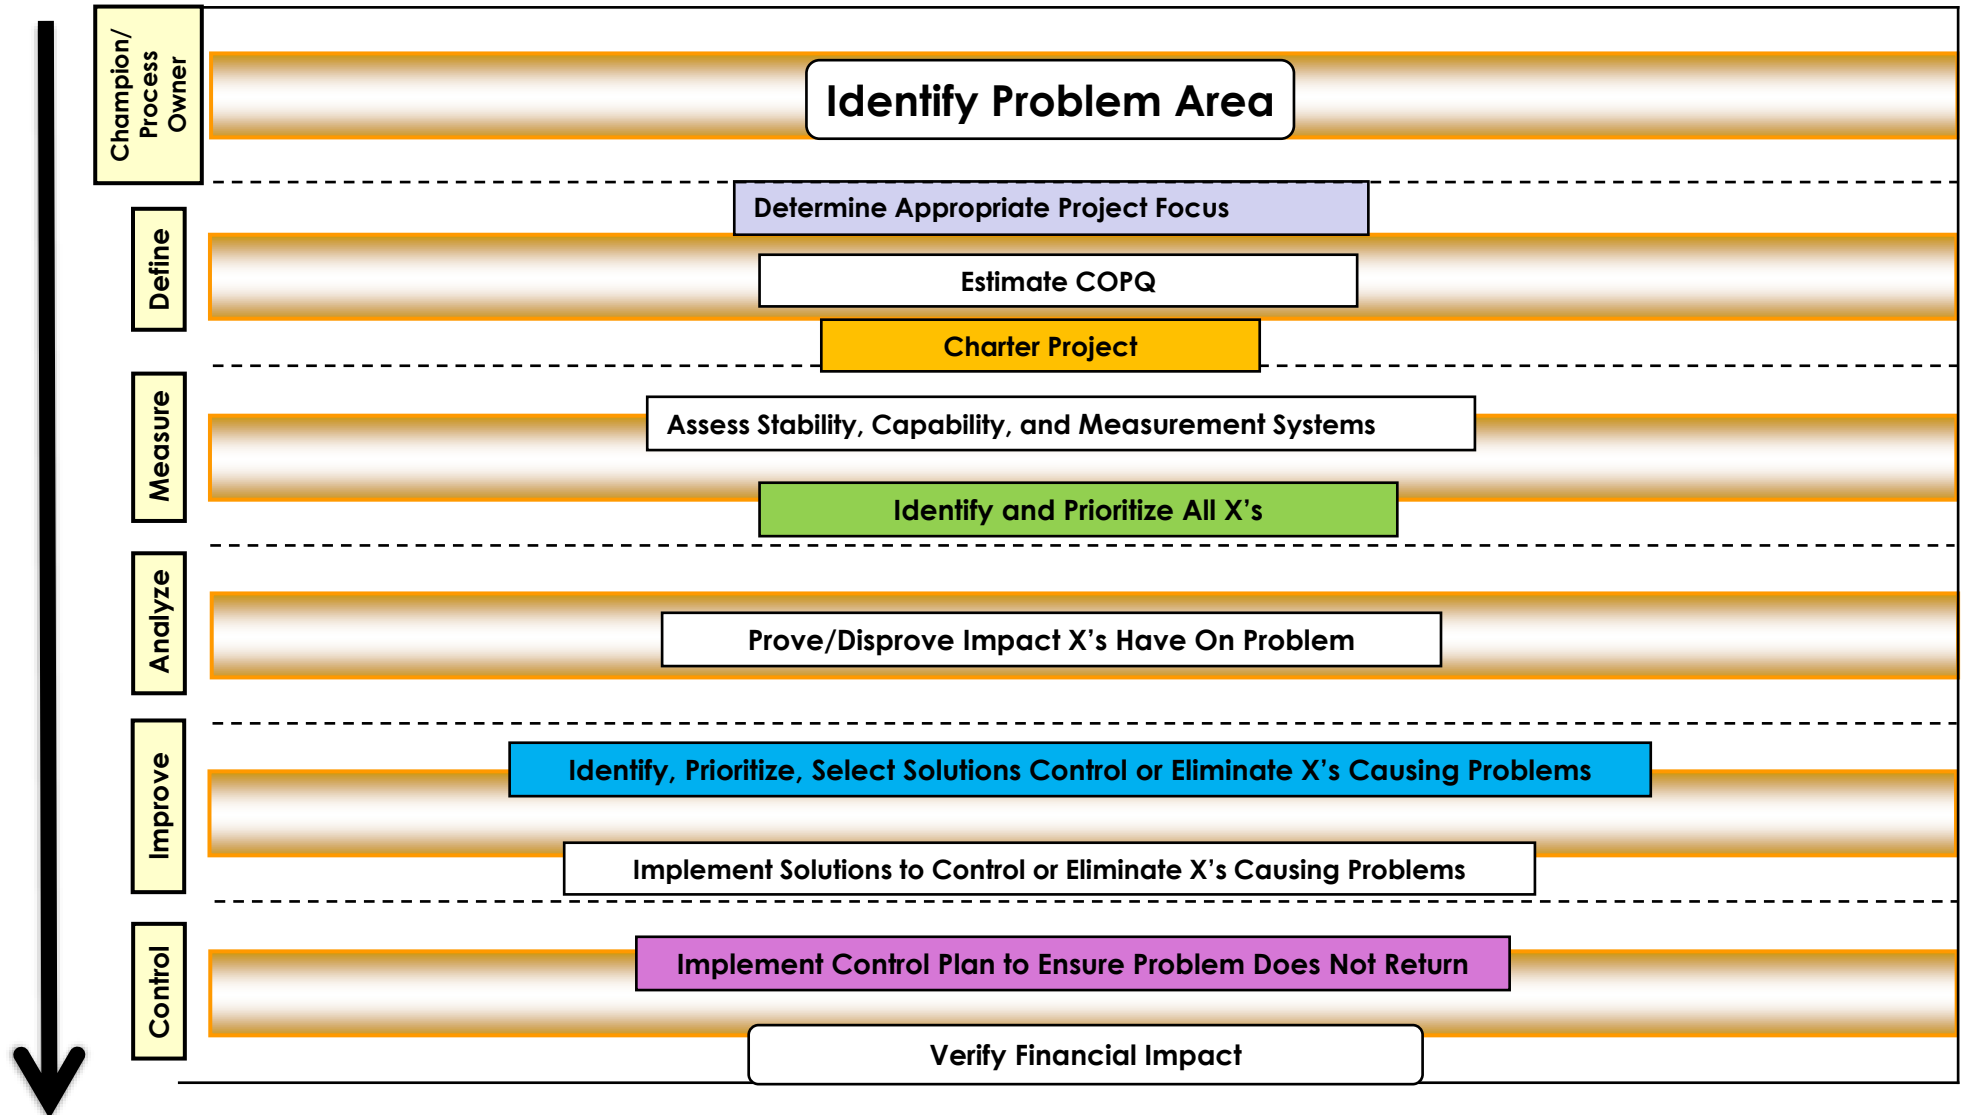 Champion/
Process
Owner
Identify Problem Area
Define
Determine Appropriate Project Focus
Estimate COPQ
Charter Project
Measure
Assess Stability, Capability, and Measurement Systems
Identify and Prioritize All X’s
Analyze
Prove/Disprove Impact X’s Have On Problem
Improve
Identify, Prioritize, Select Solutions Control or Eliminate X’s Causing Problems
Implement Solutions to Control or Eliminate X’s Causing Problems
Control
Implement Control Plan to Ensure Problem Does Not Return
Verify Financial Impact